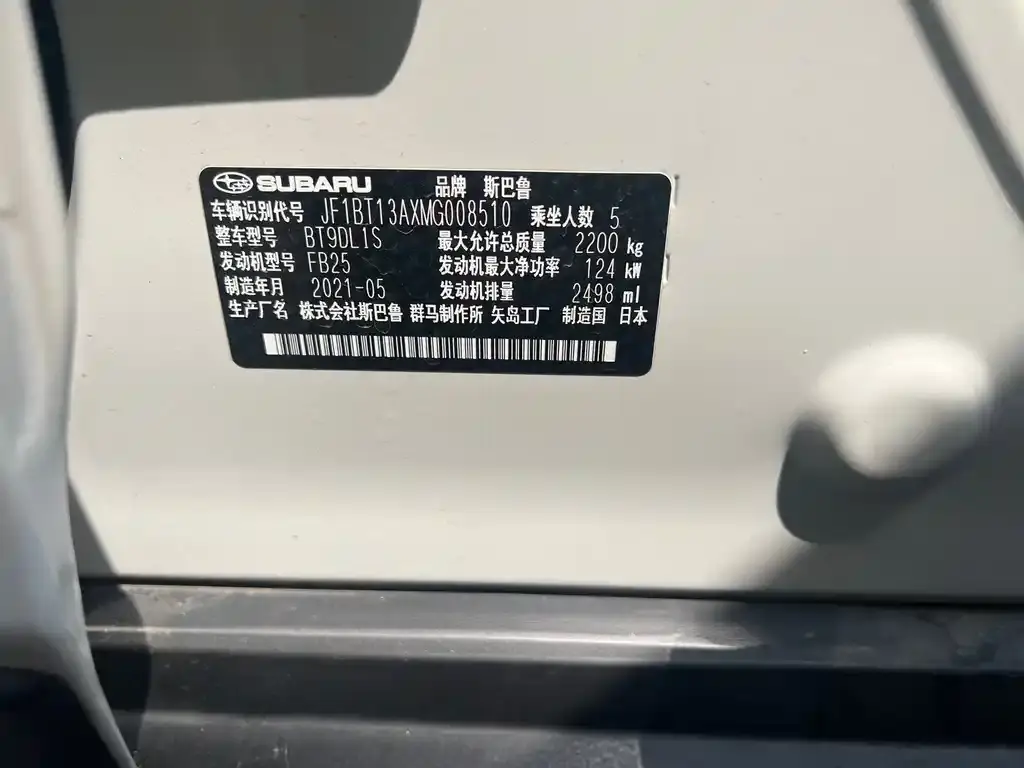 SUBARU 品牌 斯巴鲁
车辆识别代号 JF1BT13AXMG008510 乘坐人数 5
整车型号 BT9DL1S 最大允许总质量 2200 kg
发动机型号 FB25 发动机最大净功率 124 kW
制造年月 2021-05 发动机排量 2498 ml
生产厂名 株式会社斯巴鲁 群马制作所 矢岛工厂 制造国 日本